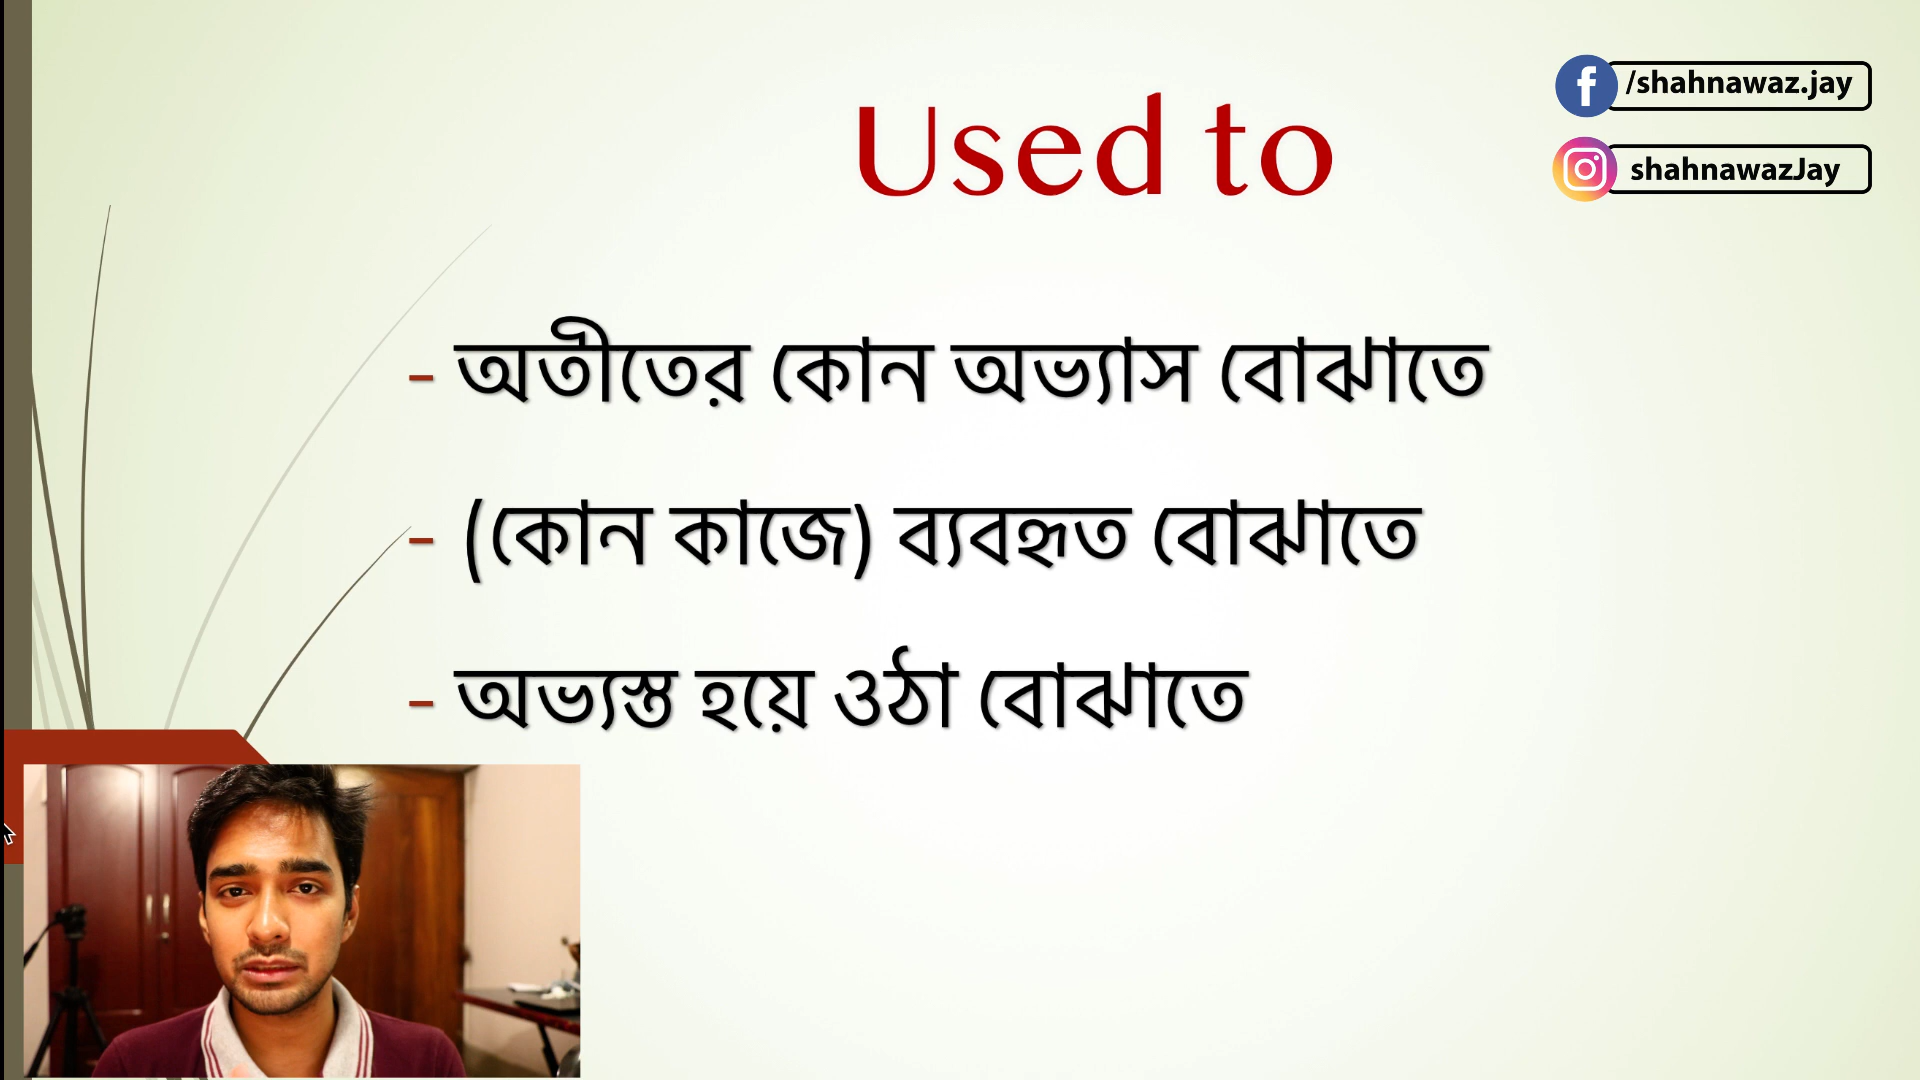 Used to
/shahnawaz.jay
shahnawazJay
- অতীতের কোন অভ্যাস বোঝাতে
- (কোন কাজে) ব্যবহৃত বোঝাতে
- অভ্যস্ত হয়ে ওঠা বোঝাতে